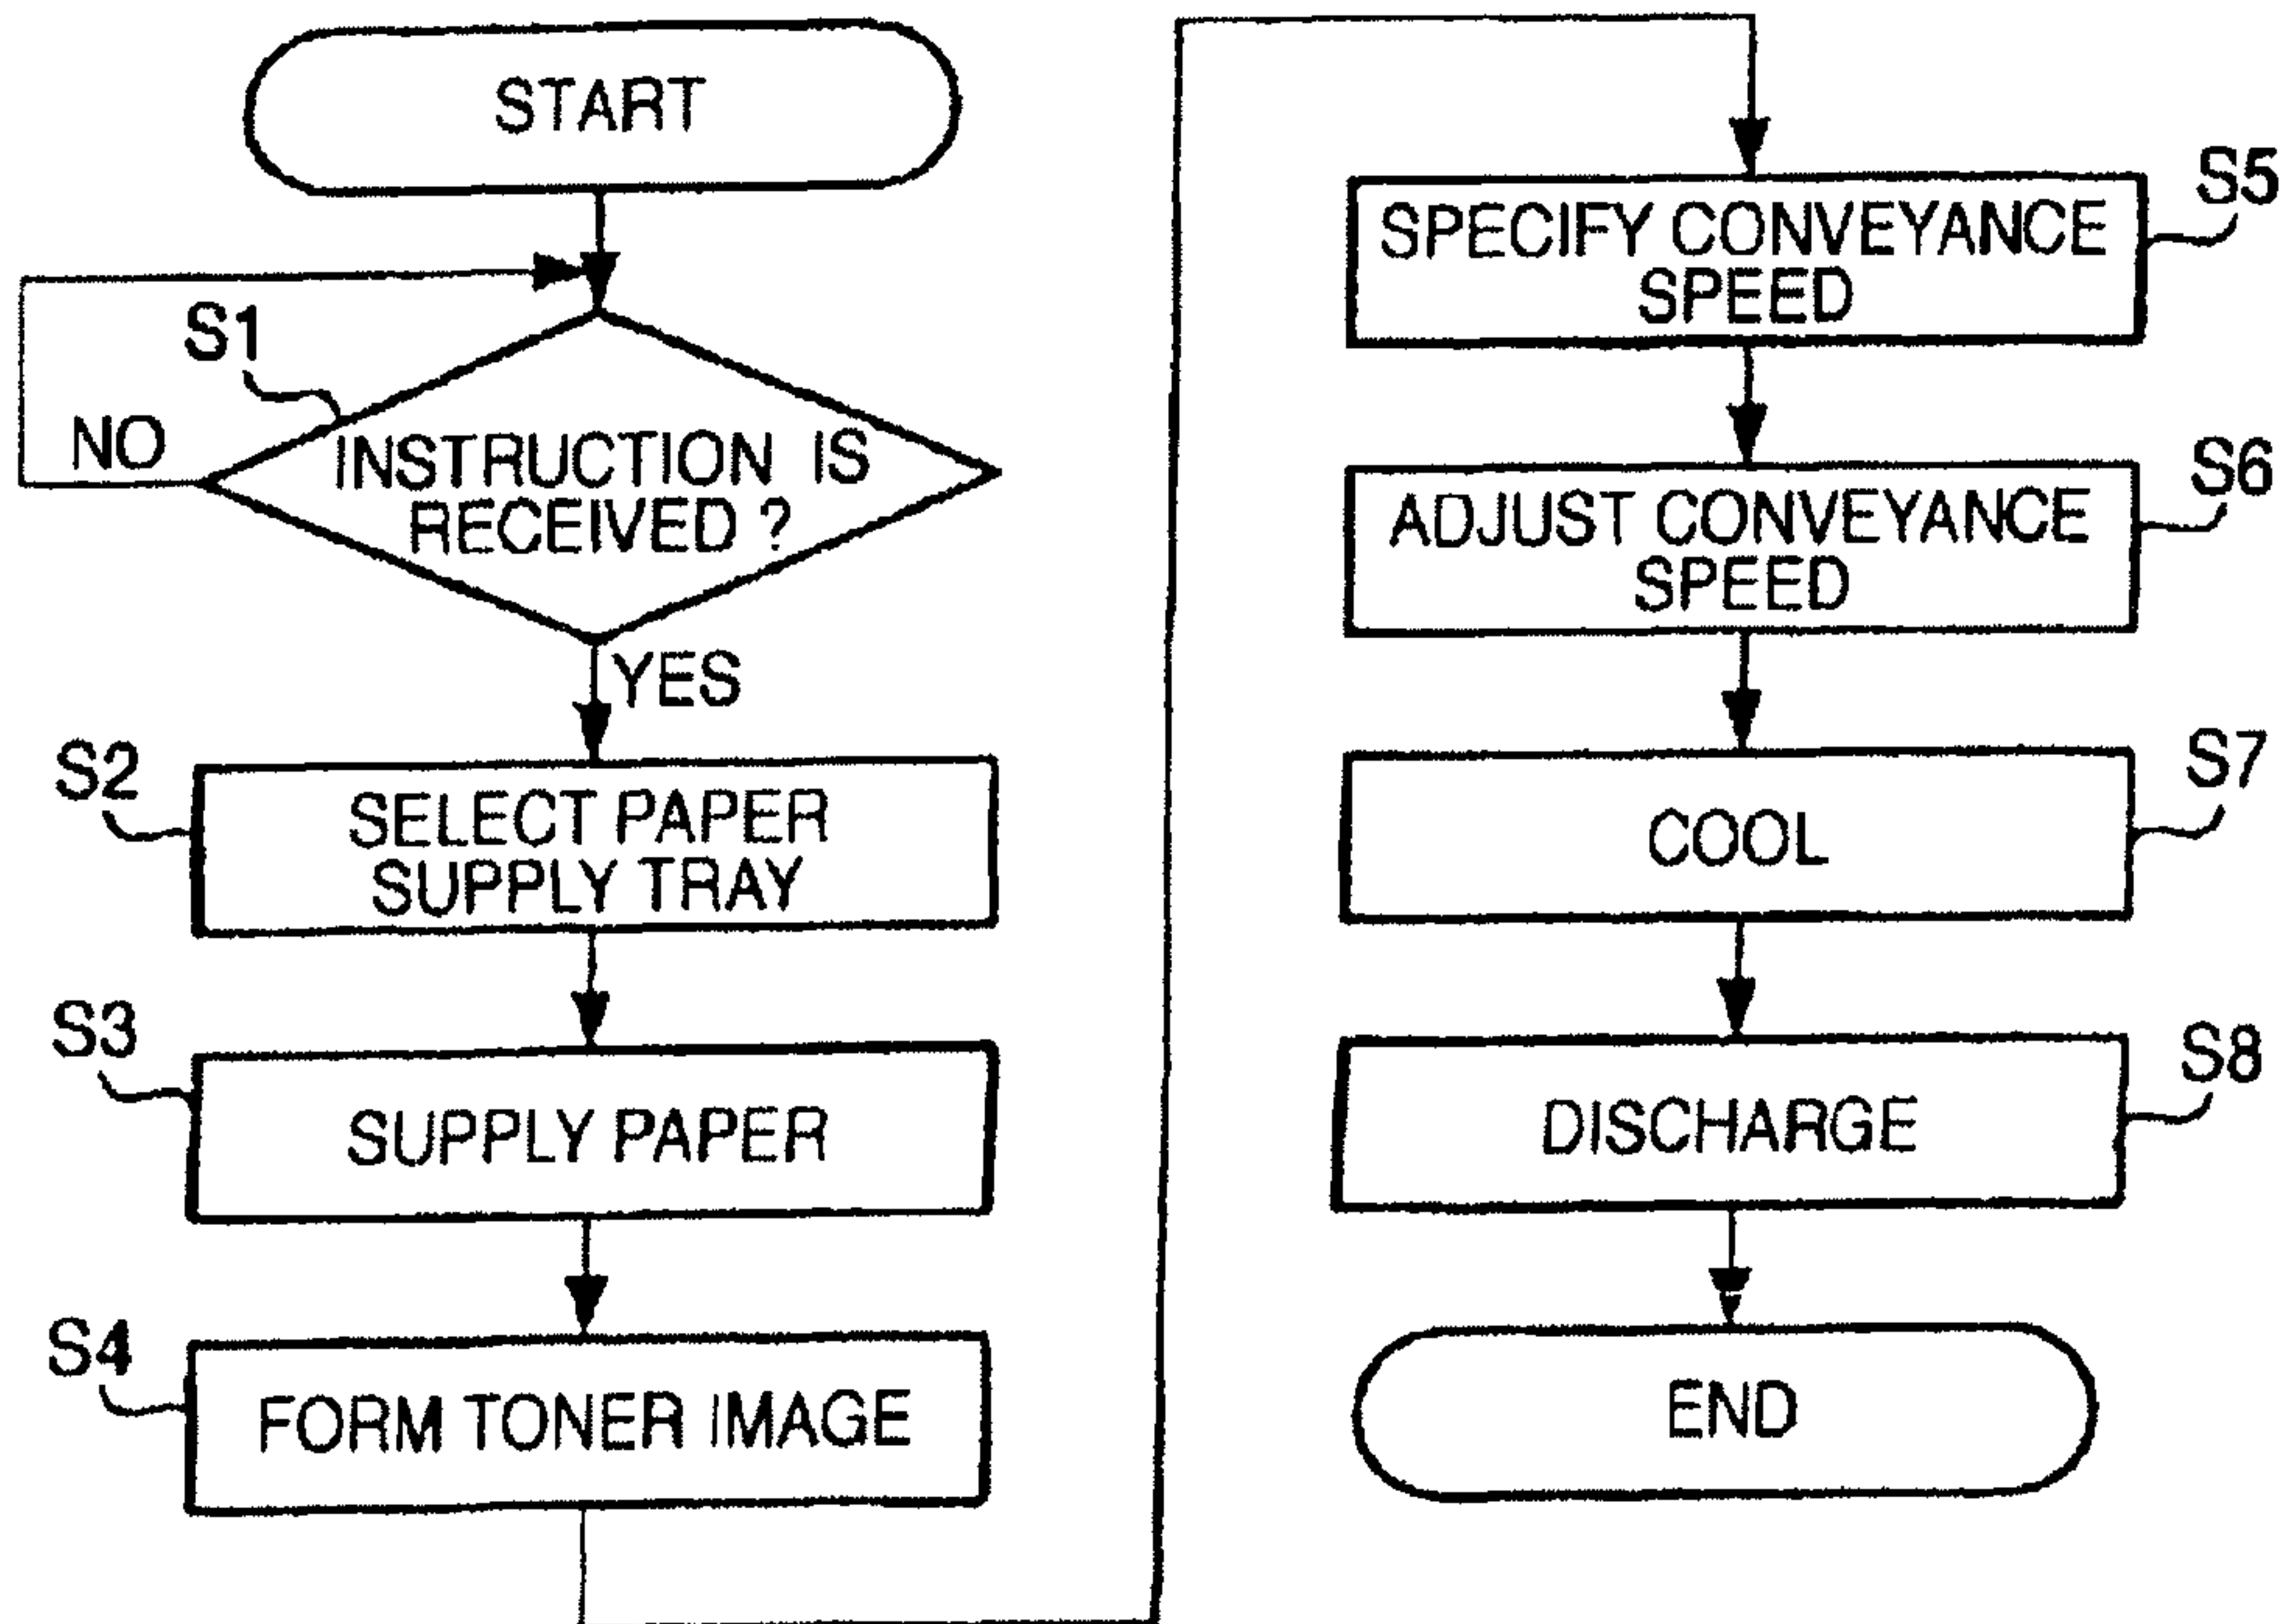 START
S1
NO
INSTRUCTION IS
RECEIVED ?
YES
S2
SELECT PAPER
SUPPLY TRAY
S3
SUPPLY PAPER
S4
FORM TONER IMAGE
S5
SPECIFY CONVEYANCE
SPEED
S6
ADJUST CONVEYANCE
SPEED
S7
COOL
S8
DISCHARGE
END